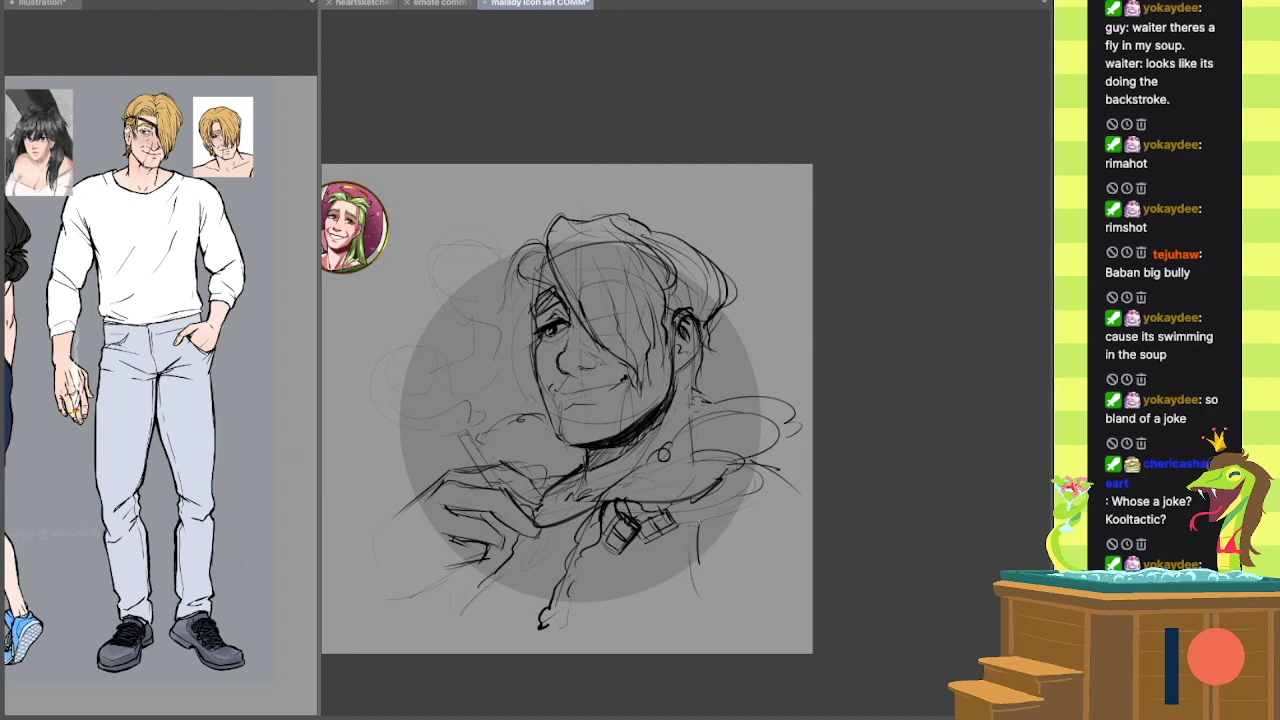 illustration*
heartsketche
emote comm
malady icon set COMM*
yokaydee:
guy: waiter theres a
fly in my soup.
waiter: looks like its
doing the
backstroke.
yokaydee:
rimahot
yokaydee:
rimshot
tejuhaw:
Baban big bully
yokaydee:
cause its swimming
in the soup
yokaydee: so
bland of a joke
chericasha
eart
: Whose a joke?
Kooltactic?
yokaydee: